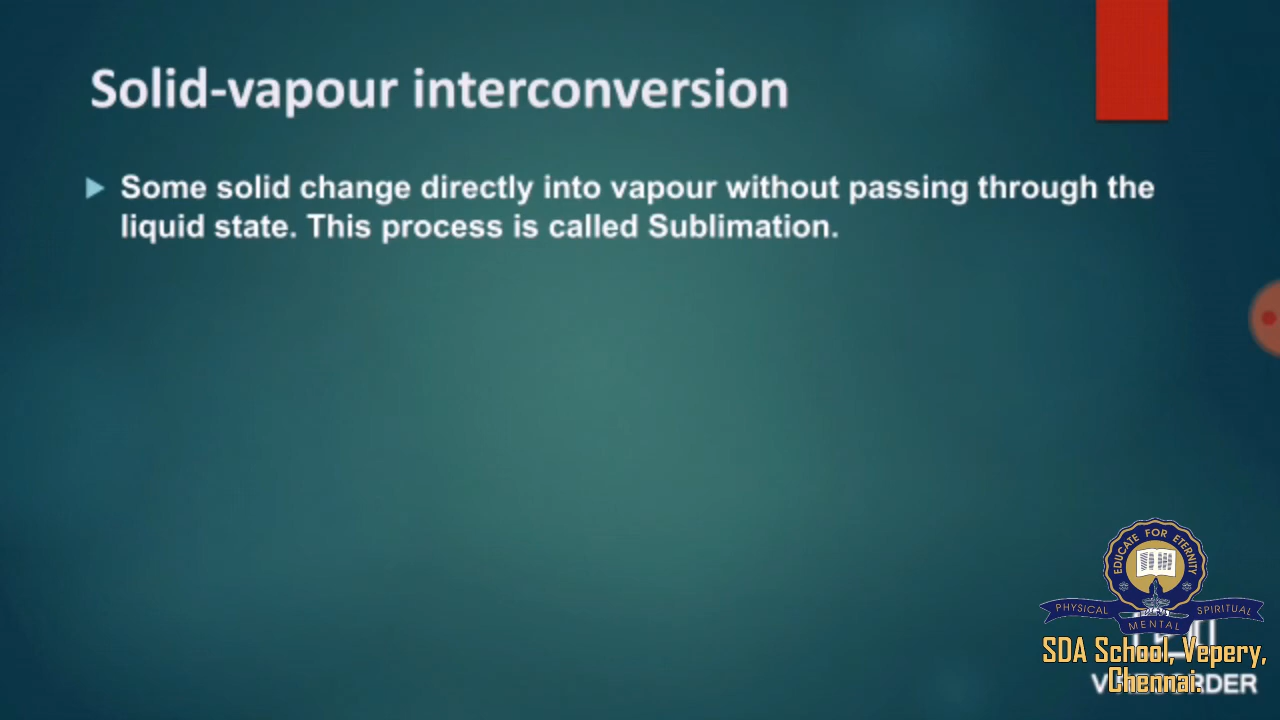 Solid-vapour interconversion
Some solid change directly into vapour without passing through the
liquid state. This process is called Sublimation.
EDUCATE FOR ETERNITY
PHYSICAL MENTAL SPIRITUAL
SDA School, Vepery,
Chennai.